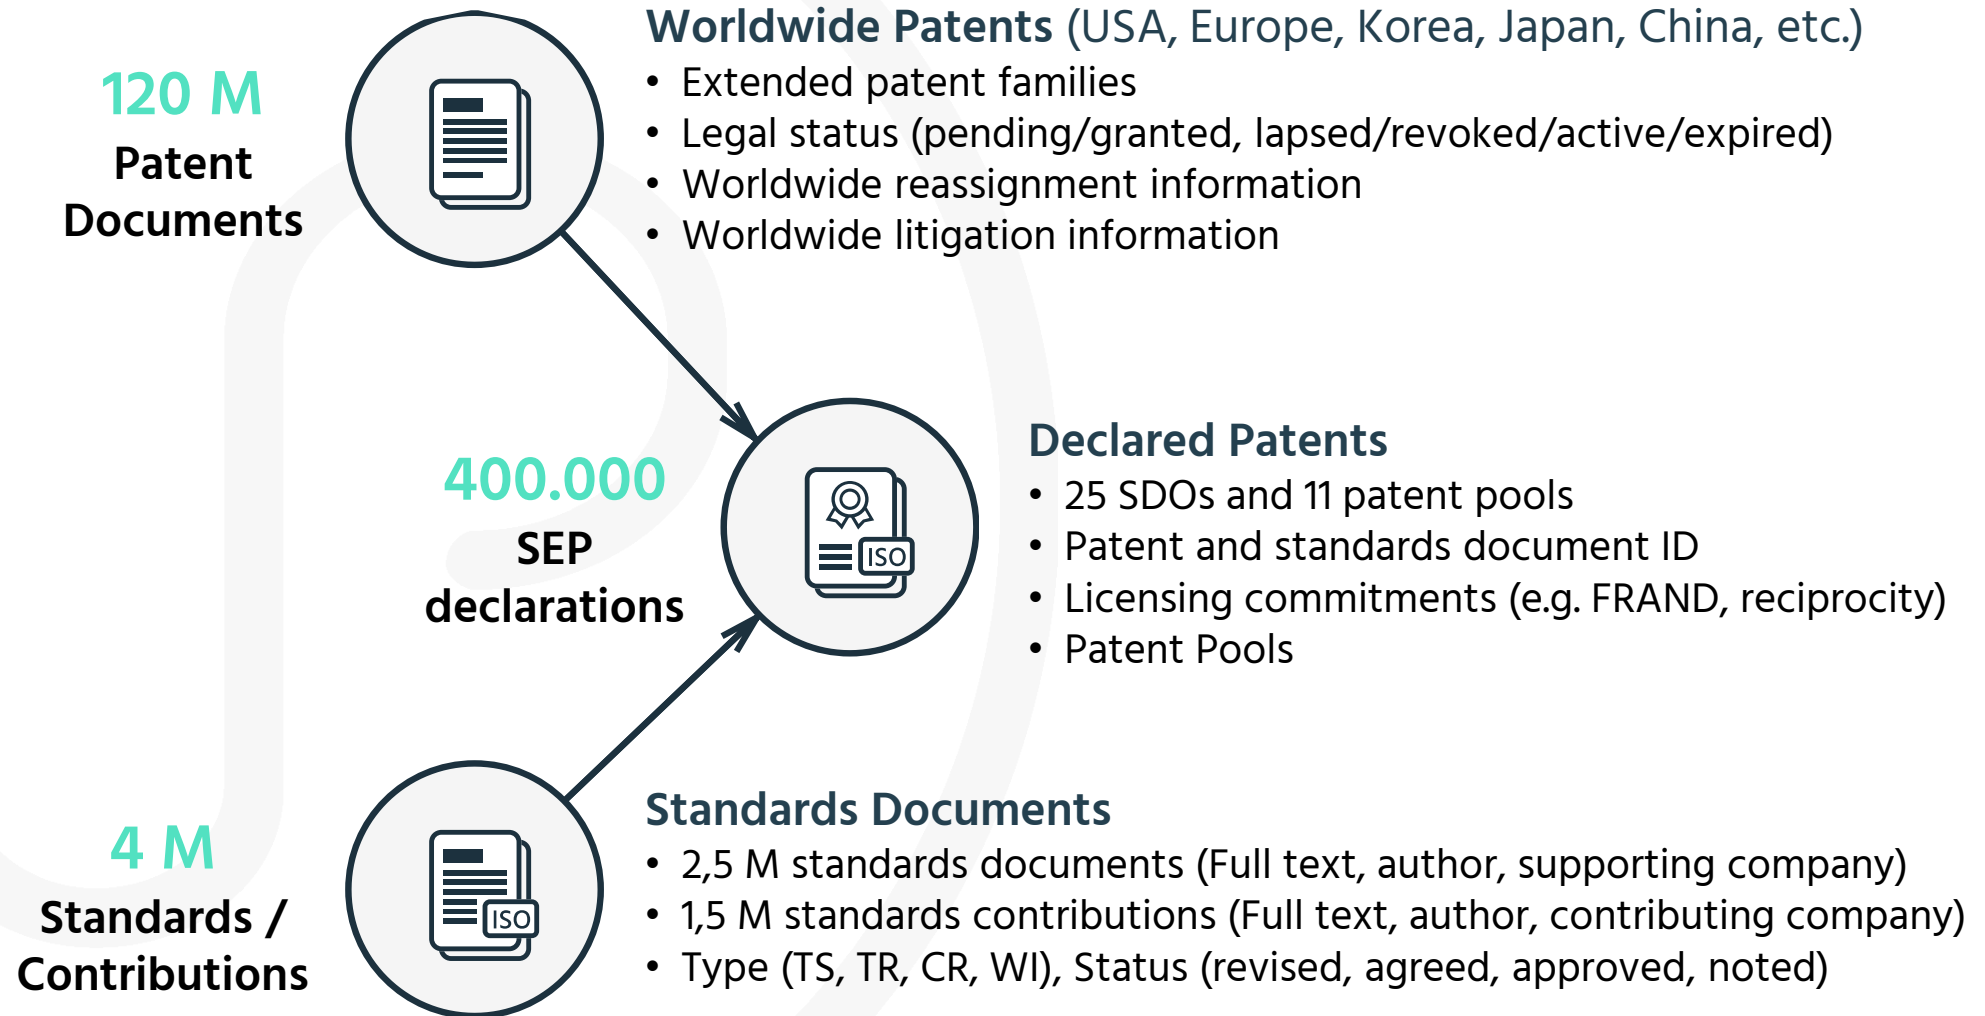 120 M
Patent
Documents
Worldwide Patents (USA, Europe, Korea, Japan, China, etc.)
• Extended patent families
• Legal status (pending/granted, lapsed/revoked/active/expired)
• Worldwide reassignment information
• Worldwide litigation information
400.000
SEP
declarations
ISO
Declared Patents
• 25 SDOs and 11 patent pools
• Patent and standards document ID
• Licensing commitments (e.g. FRAND, reciprocity)
• Patent Pools
4 M
Standards /
Contributions
ISO
Standards Documents
• 2,5 M standards documents (Full text, author, supporting company)
• 1,5 M standards contributions (Full text, author, contributing company)
• Type (TS, TR, CR, WI), Status (revised, agreed, approved, noted)